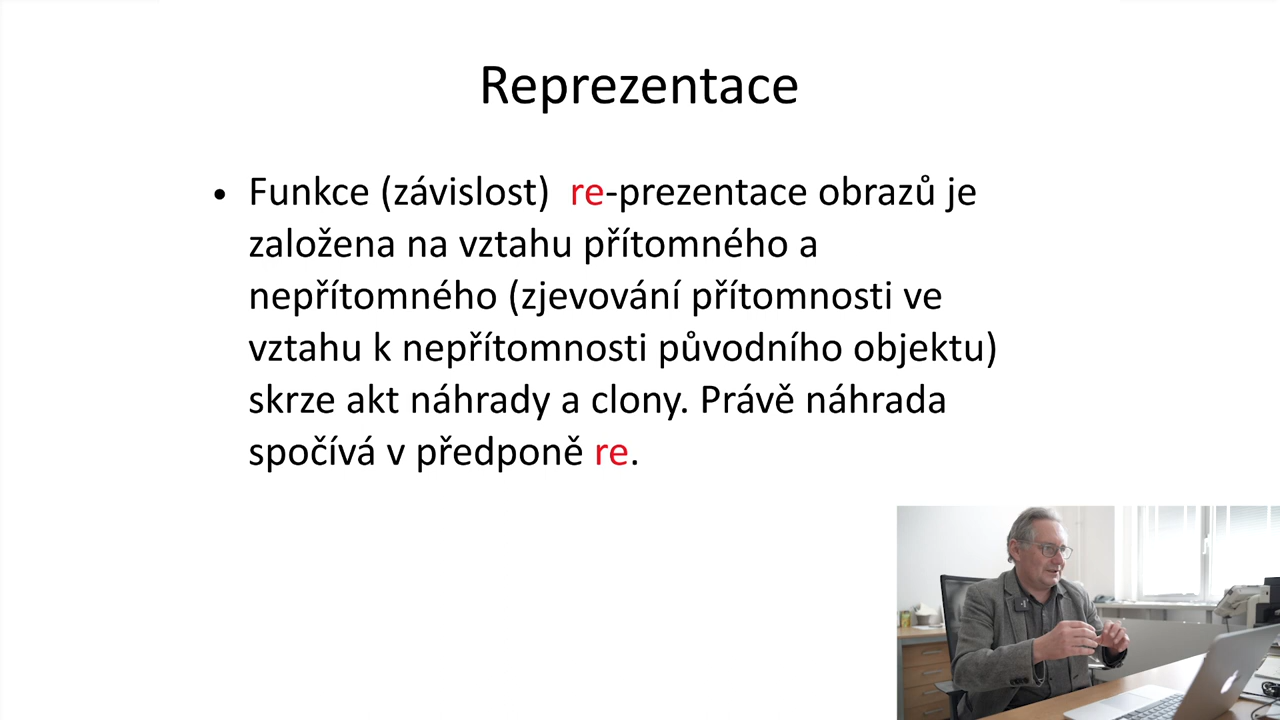 Reprezentace
• Funkce (závislost) re-prezentace obrazů je
založena na vztahu přítomného a
nepřítomného (zjevování přítomnosti ve
vztahu k nepřítomnosti původního objektu)
skrze akt náhrady a clony. Právě náhrada
spočívá v předponě re.